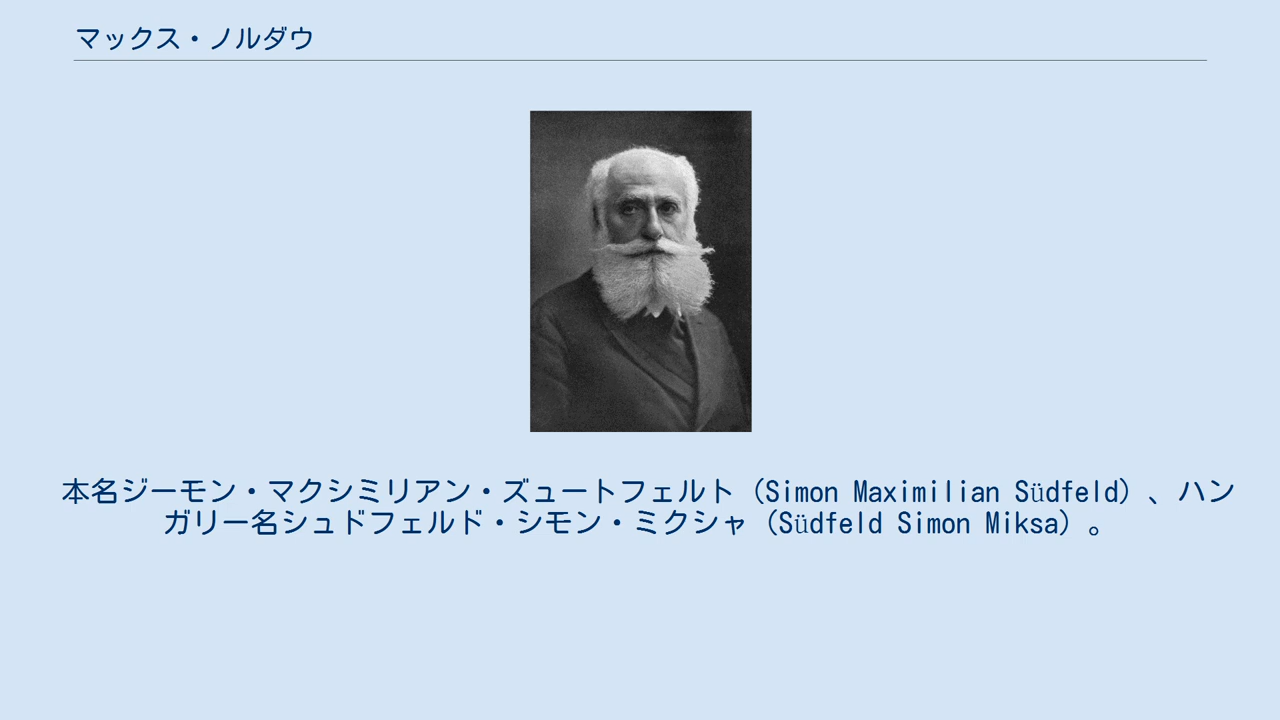 マックス・ノルダウ
本名ジーモン・マクシミリアン・ズュートフェルト（Simon Maximilian Südfeld）、ハン
ガリー名シュドフェルド・シモン・ミクシャ（Südfeld Simon Miksa）。